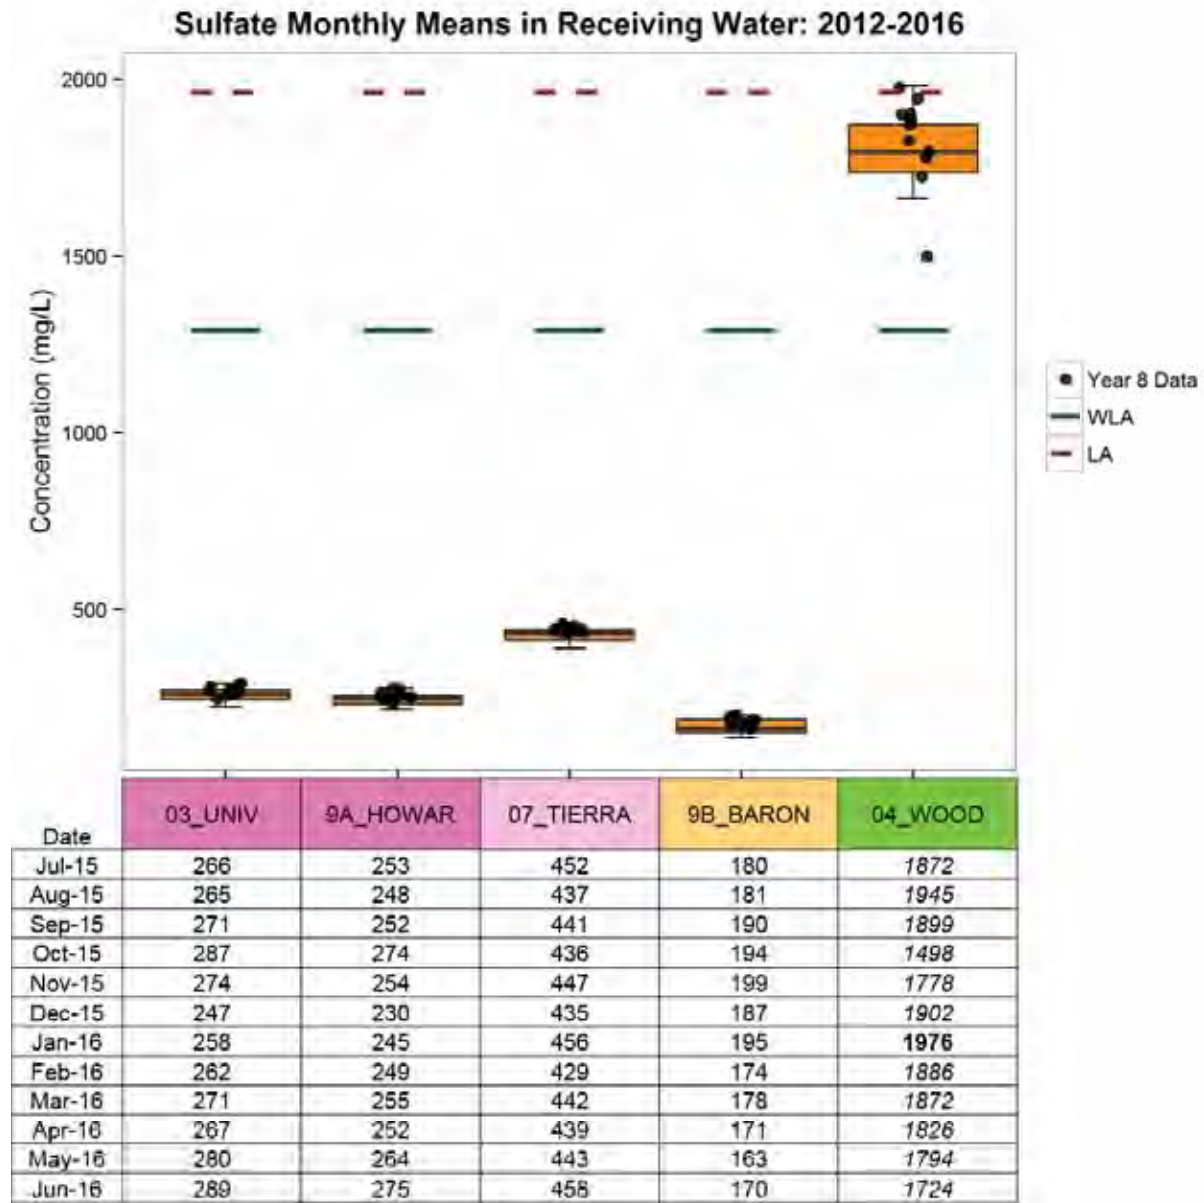 Sulfate Monthly Means in Receiving Water: 2012-2016
Concentration (mg/L)
2000
1500
1000
500
Year 8 Data
WLA
LA
Date 03_UNIV 9A_HOWAR 07_TIERRA 9B_BARON 04_WOOD
Jul-15 266 253 452 180 1872
Aug-15 265 248 437 181 1945
Sep-15 271 252 441 190 1899
Oct-15 287 274 436 194 1498
Nov-15 274 254 447 199 1778
Dec-15 247 230 435 187 1902
Jan-16 258 245 456 195 1976
Feb-16 262 249 429 174 1886
Mar-16 271 255 442 178 1872
Apr-16 267 252 439 171 1826
May-16 280 264 443 163 1794
Jun-16 289 275 458 170 1724